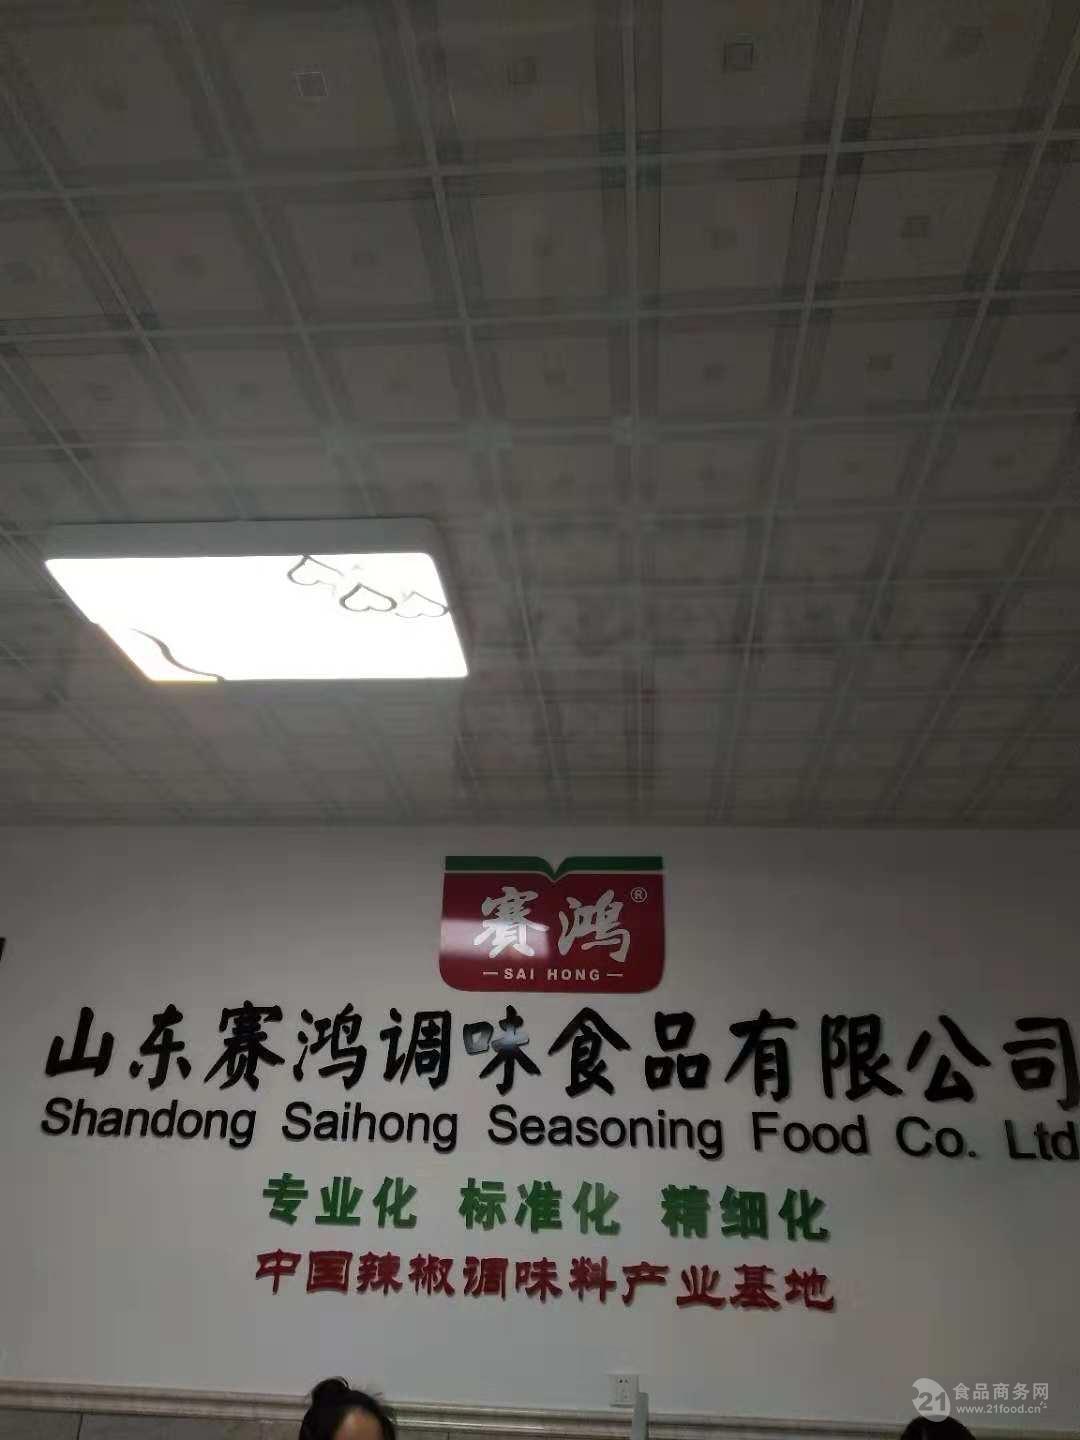 赛鸿®
SAI HONG
山东赛鸿调味食品有限公司
Shandong Saihong Seasoning Food Co. Ltd
专业化 标准化 精细化
中国辣椒调味料产业基地
21 食品商务网
www.21food.cn